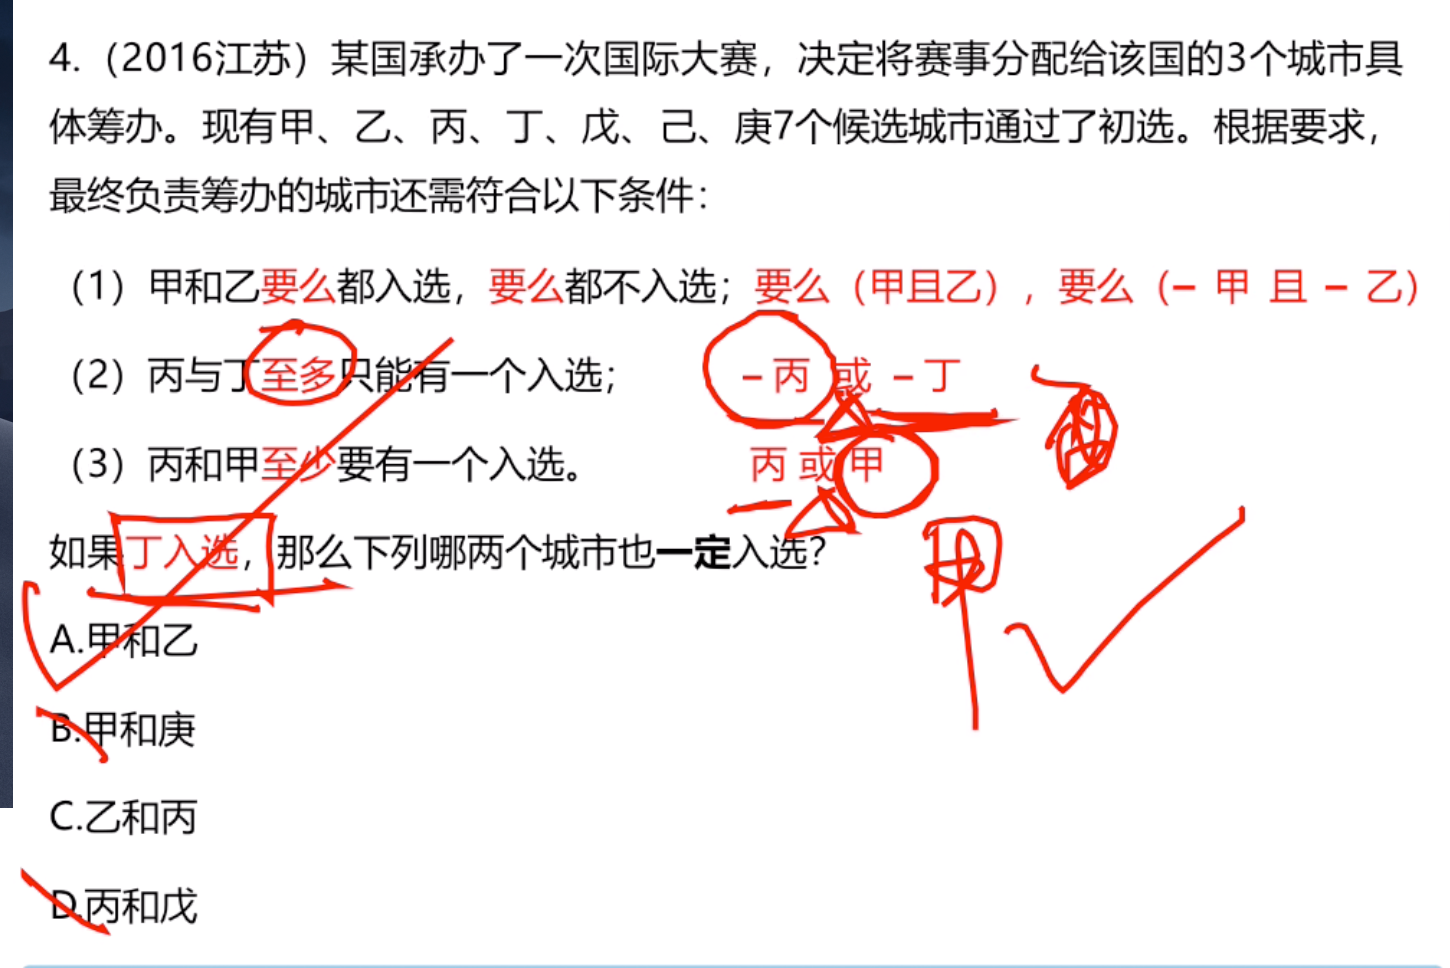 4.（2016江苏）某国承办了一次国际大赛，决定将赛事分配给该国的3个城市具
体筹办。现有甲、乙、丙、丁、戊、己、庚7个候选城市通过了初选。根据要求，
最终负责筹办的城市还需符合以下条件：
（1）甲和乙要么都入选，要么都不入选；要么（甲且乙），要么（－ 甲 且 － 乙）
（2）丙与丁至多只能有一个入选； －丙 或 －丁
（3）丙和甲至少要有一个入选。 丙 或 甲
如果丁入选，那么下列哪两个城市也一定入选？
甲
A.甲和乙
B.甲和庚
C.乙和丙
D.丙和戊